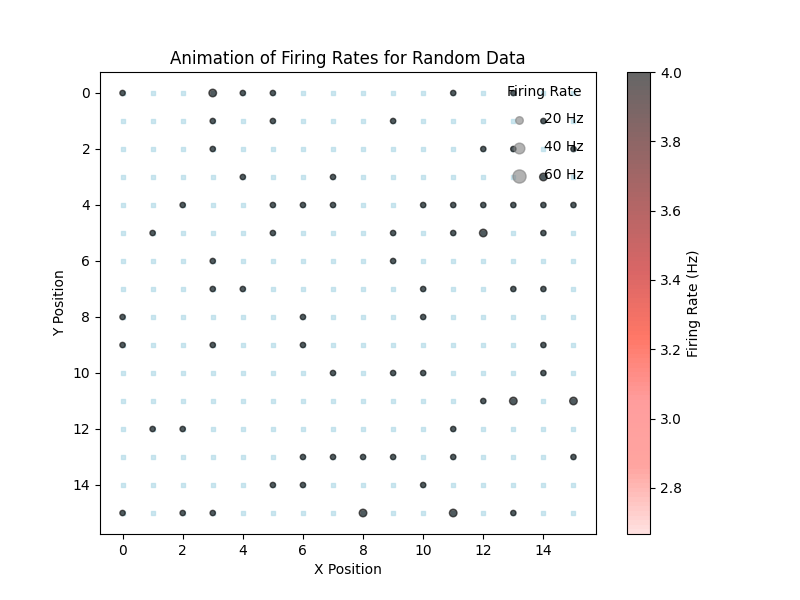 Animation of Firing Rates for Random Data
Firing Rate
20 Hz
40 Hz
60 Hz
0
2
4
6
8
10
12
14
Y Position
0 2 4 6 8 10 12 14
X Position
4.0
3.8
3.6
3.4
3.2
3.0
2.8
Firing Rate (Hz)